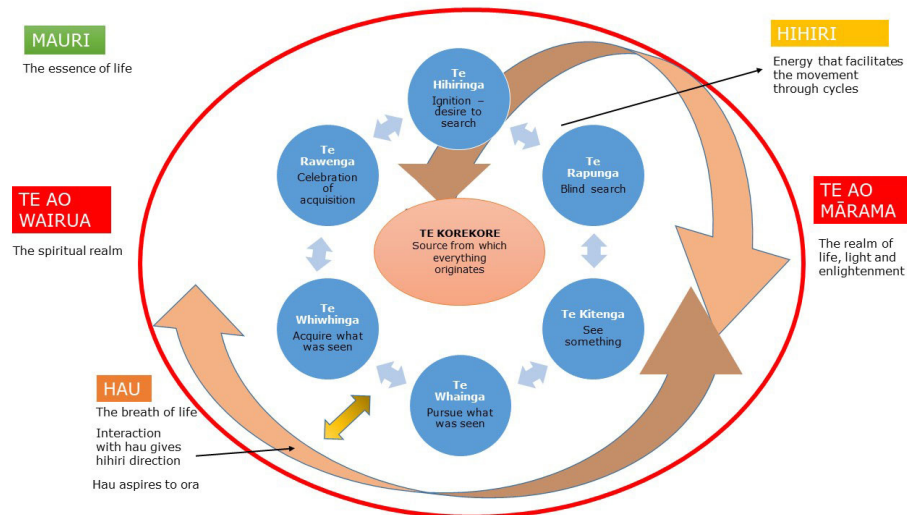 MAURI
The essence of life
HIHIRI
Energy that facilitates
the movement
through cycles
TE AO
WAIRUA
The spiritual realm
TE AO
MĀRAMA
The realm of
life, light and
enlightenment
HAU
The breath of life
Interaction
with hau gives
hihiri direction
Hau aspires to ora
Te
Hihiringa
Ignition –
desire to
search
Te
Rapunga
Blind search
Te Kitenga
See
something
Te
Whainga
Pursue what
was seen
Te
Whiwhinga
Acquire what
was seen
Te
Rawenga
Celebration
of
acquisition
TE KOREKORE
Source from which
everything
originates